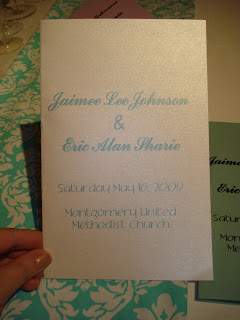 Jaimee Lee Johnson
&
Eric Alan Sharie
Saturday May 16, 2009
Montgomery United
Methodist Church